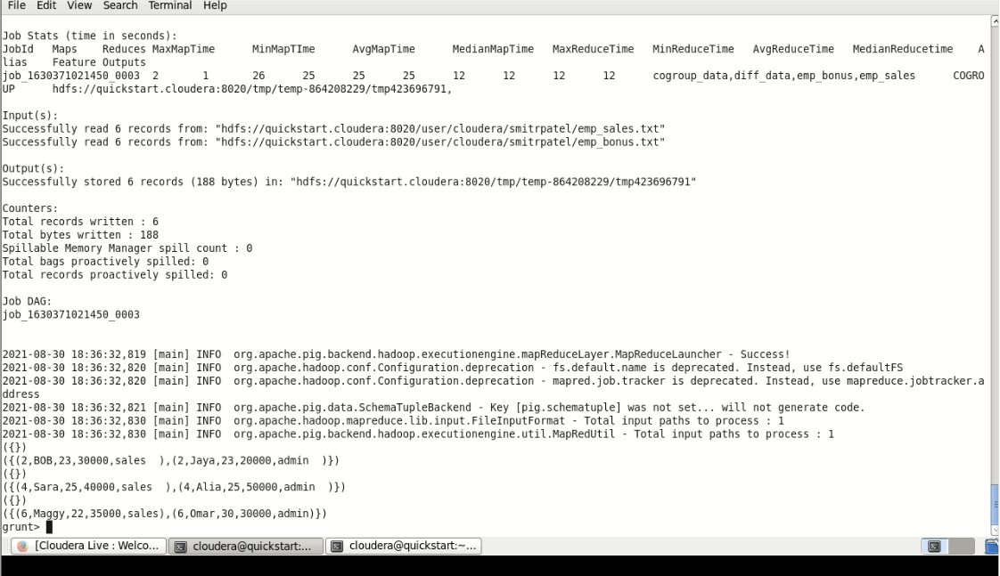 File Edit View Search Terminal Help
Job Stats (time in seconds):
JobId Maps Reduces MaxMapTime MinMapTIme AvgMapTime MedianMapTime MaxReduceTime MinReduceTime AvgReduceTime MedianReducetime A
lias Feature Outputs
job_1630371021450_0003 2 1 26 25 25 25 12 12 12 12 cogroup_data,diff_data,emp_bonus,emp_sales COGRO
UP hdfs://quickstart.cloudera:8020/tmp/temp-864208229/tmp423696791,
Input(s):
Successfully read 6 records from: "hdfs://quickstart.cloudera:8020/user/cloudera/smitrpatel/emp_sales.txt"
Successfully read 6 records from: "hdfs://quickstart.cloudera:8020/user/cloudera/smitrpatel/emp_bonus.txt"
Output(s):
Successfully stored 6 records (188 bytes) in: "hdfs://quickstart.cloudera:8020/tmp/temp-864208229/tmp423696791"
Counters:
Total records written : 6
Total bytes written : 188
Spillable Memory Manager spill count : 0
Total bags proactively spilled: 0
Total records proactively spilled: 0
Job DAG:
job_1630371021450_0003
2021-08-30 18:36:32,819 [main] INFO org.apache.pig.backend.hadoop.executionengine.mapReduceLayer.MapReduceLauncher - Success!
2021-08-30 18:36:32,820 [main] INFO org.apache.hadoop.conf.Configuration.deprecation - fs.default.name is deprecated. Instead, use fs.defaultFS
2021-08-30 18:36:32,820 [main] INFO org.apache.hadoop.conf.Configuration.deprecation - mapred.job.tracker is deprecated. Instead, use mapreduce.jobtracker.a
ddress
2021-08-30 18:36:32,821 [main] INFO org.apache.pig.data.SchemaTupleBackend - Key [pig.schematuple] was not set... will not generate code.
2021-08-30 18:36:32,830 [main] INFO org.apache.hadoop.mapreduce.lib.input.FileInputFormat - Total input paths to process : 1
2021-08-30 18:36:32,830 [main] INFO org.apache.pig.backend.hadoop.executionengine.util.MapRedUtil - Total input paths to process : 1
({})
({(2,BOB,23,30000,sales ),(2,Jaya,23,20000,admin )})
({})
({(4,Sara,25,40000,sales ),(4,Alia,25,50000,admin )})
({})
({(6,Maggy,22,35000,sales),(6,Omar,30,30000,admin)})
grunt>
[Cloudera Live : Welco... cloudera@quickstart:... cloudera@quickstart:~...